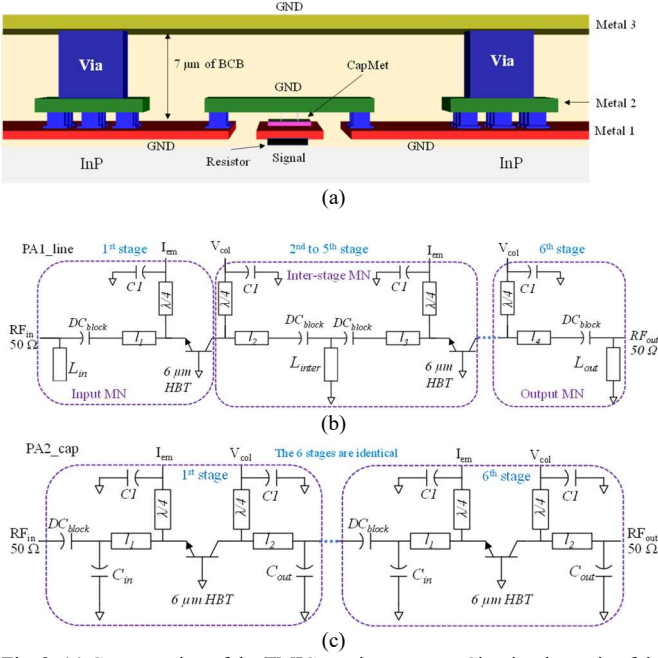 GND
Metal 3
Via
7 µm of BCB
CapMet
Via
GND
Metal 2
Metal 1
GND
Resistor
Signal
GND
InP
InP
(a)
PA1_line
1st stage
Iem
Vcol
2nd to 5th stage
Iem
Vcol
6th stage
Inter-stage MN
C1
λ/4
λ/4
C1
C1
λ/4
λ/4
C1
RFin
50 Ω
DCblock
l1
l2
DCblock
DCblock
l3
l4
DCblock
RFout
50 Ω
Lin
6 µm
HBT
Linter
6 µm
HBT
Lout
Input MN
Output MN
(b)
PA2_cap
Iem
Vcol
The 6 stages are identical
Iem
Vcol
1st stage
6th stage
C1
λ/4
λ/4
C1
C1
λ/4
λ/4
C1
RFin
50 Ω
DCblock
l1
l2
DCblock
l1
l2
RFout
50 Ω
Cin
6 µm HBT
Cout
Cin
6 µm HBT
Cout
(c)